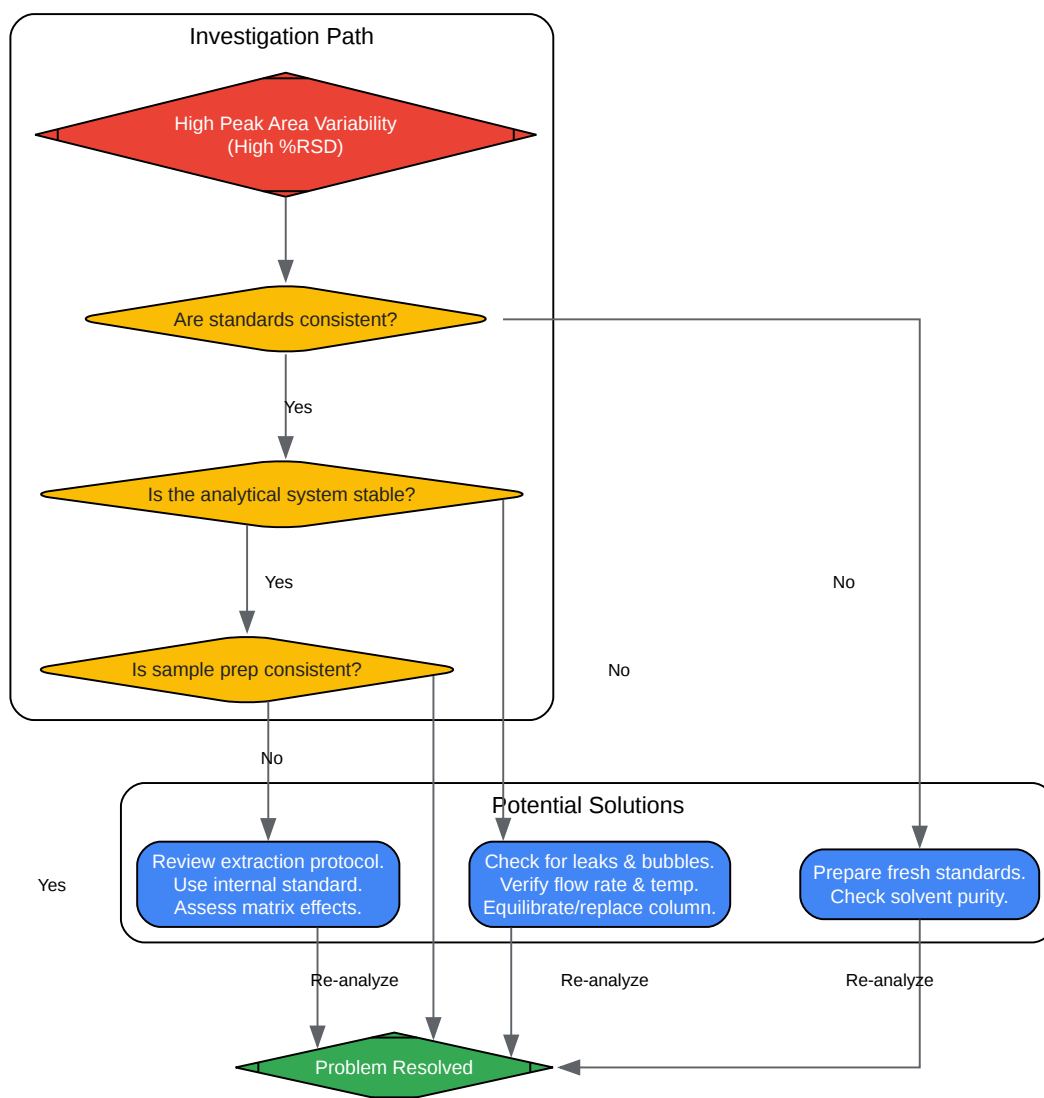 Investigation Path
High Peak Area Variability
(High %RSD)
Are standards consistent?
Yes
Is the analytical system stable?
Yes
No
Is sample prep consistent?
No
No
Potential Solutions
Review extraction protocol.
Use internal standard.
Assess matrix effects.
Check for leaks & bubbles.
Verify flow rate & temp.
Equilibrate/replace column.
Prepare fresh standards.
Check solvent purity.
Yes
Re-analyze
Re-analyze
Re-analyze
Problem Resolved